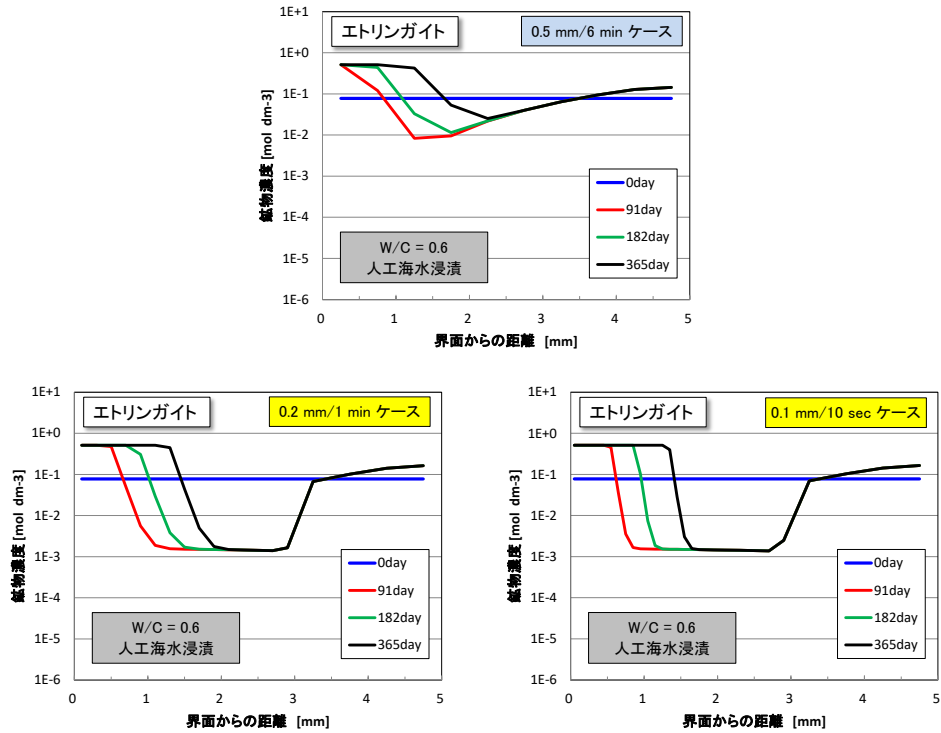 エトリンガイト
0.5 mm/6 min ケース
鉱物濃度 [mol dm-3]
1E+1
1E+0
1E-1
1E-2
1E-3
1E-4
1E-5
1E-6
0day
91day
182day
365day
W/C = 0.6
人工海水浸漬
0 1 2 3 4 5
界面からの距離 [mm]
エトリンガイト
0.2 mm/1 min ケース
鉱物濃度 [mol dm-3]
1E+1
1E+0
1E-1
1E-2
1E-3
1E-4
1E-5
1E-6
0day
91day
182day
365day
W/C = 0.6
人工海水浸漬
0 1 2 3 4 5
界面からの距離 [mm]
エトリンガイト
0.1 mm/10 sec ケース
鉱物濃度 [mol dm-3]
1E+1
1E+0
1E-1
1E-2
1E-3
1E-4
1E-5
1E-6
0day
91day
182day
365day
W/C = 0.6
人工海水浸漬
0 1 2 3 4 5
界面からの距離 [mm]